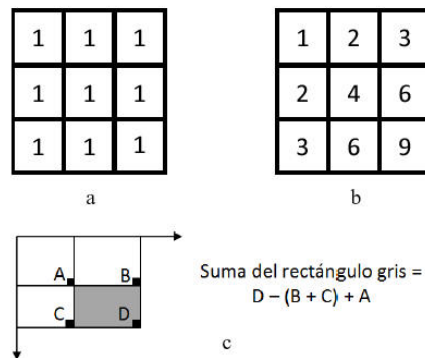 1 1 1
1 1 1
1 1 1
a
1 2 3
2 4 6
3 6 9
b
A B
C D
Suma del rectángulo gris =
D – (B + C) + A
c